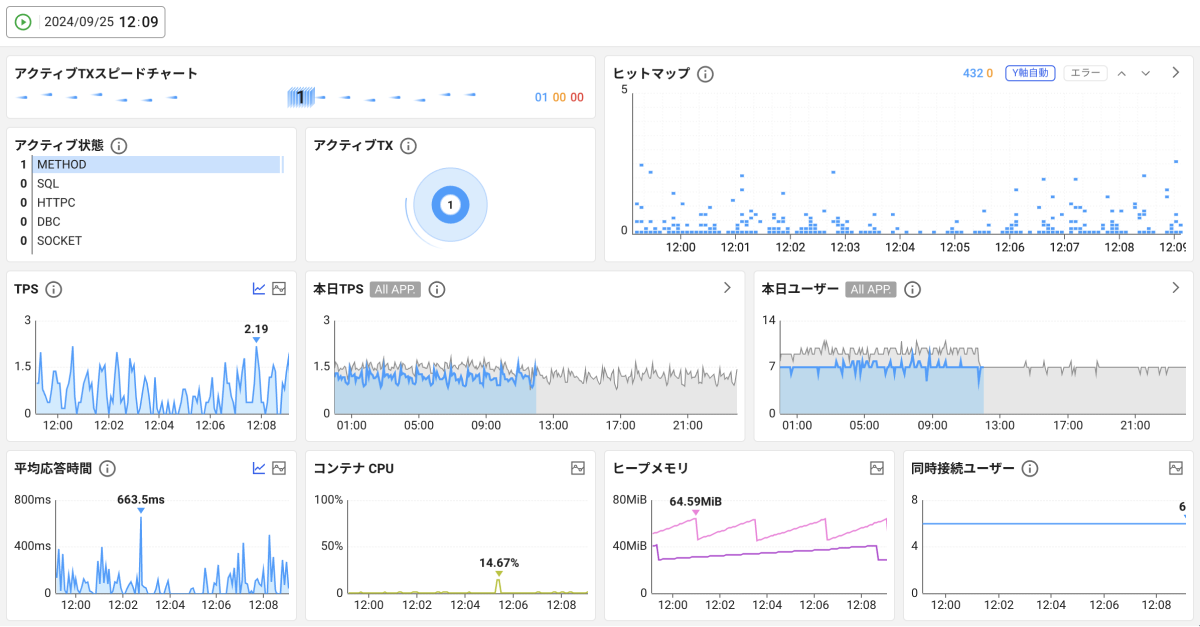 2024/09/25 12:09
アクティブTXスピードチャート
1
01 00 00
アクティブ状態
1 METHOD
0 SQL
0 HTTPC
0 DBC
0 SOCKET
アクティブTX
1
ヒットマップ
432 0 Y軸自動 エラー
5
0
12:00 12:01 12:02 12:03 12:04 12:05 12:06 12:07 12:08 12:09
TPS
3
2.19
1.5
0
12:00 12:02 12:04 12:06 12:08
本日TPS All APP.
3
1.5
0
01:00 05:00 09:00 13:00 17:00 21:00
本日ユーザー All APP.
14
7
0
01:00 05:00 09:00 13:00 17:00 21:00
平均応答時間
800ms
663.5ms
400ms
0
12:00 12:02 12:04 12:06 12:08
コンテナ CPU
100%
50%
14.67%
0
12:00 12:02 12:04 12:06 12:08
ヒープメモリ
80MiB
64.59MiB
40MiB
0
12:00 12:02 12:04 12:06 12:08
同時接続ユーザー
8
6
4
0
12:00 12:02 12:04 12:06 12:08